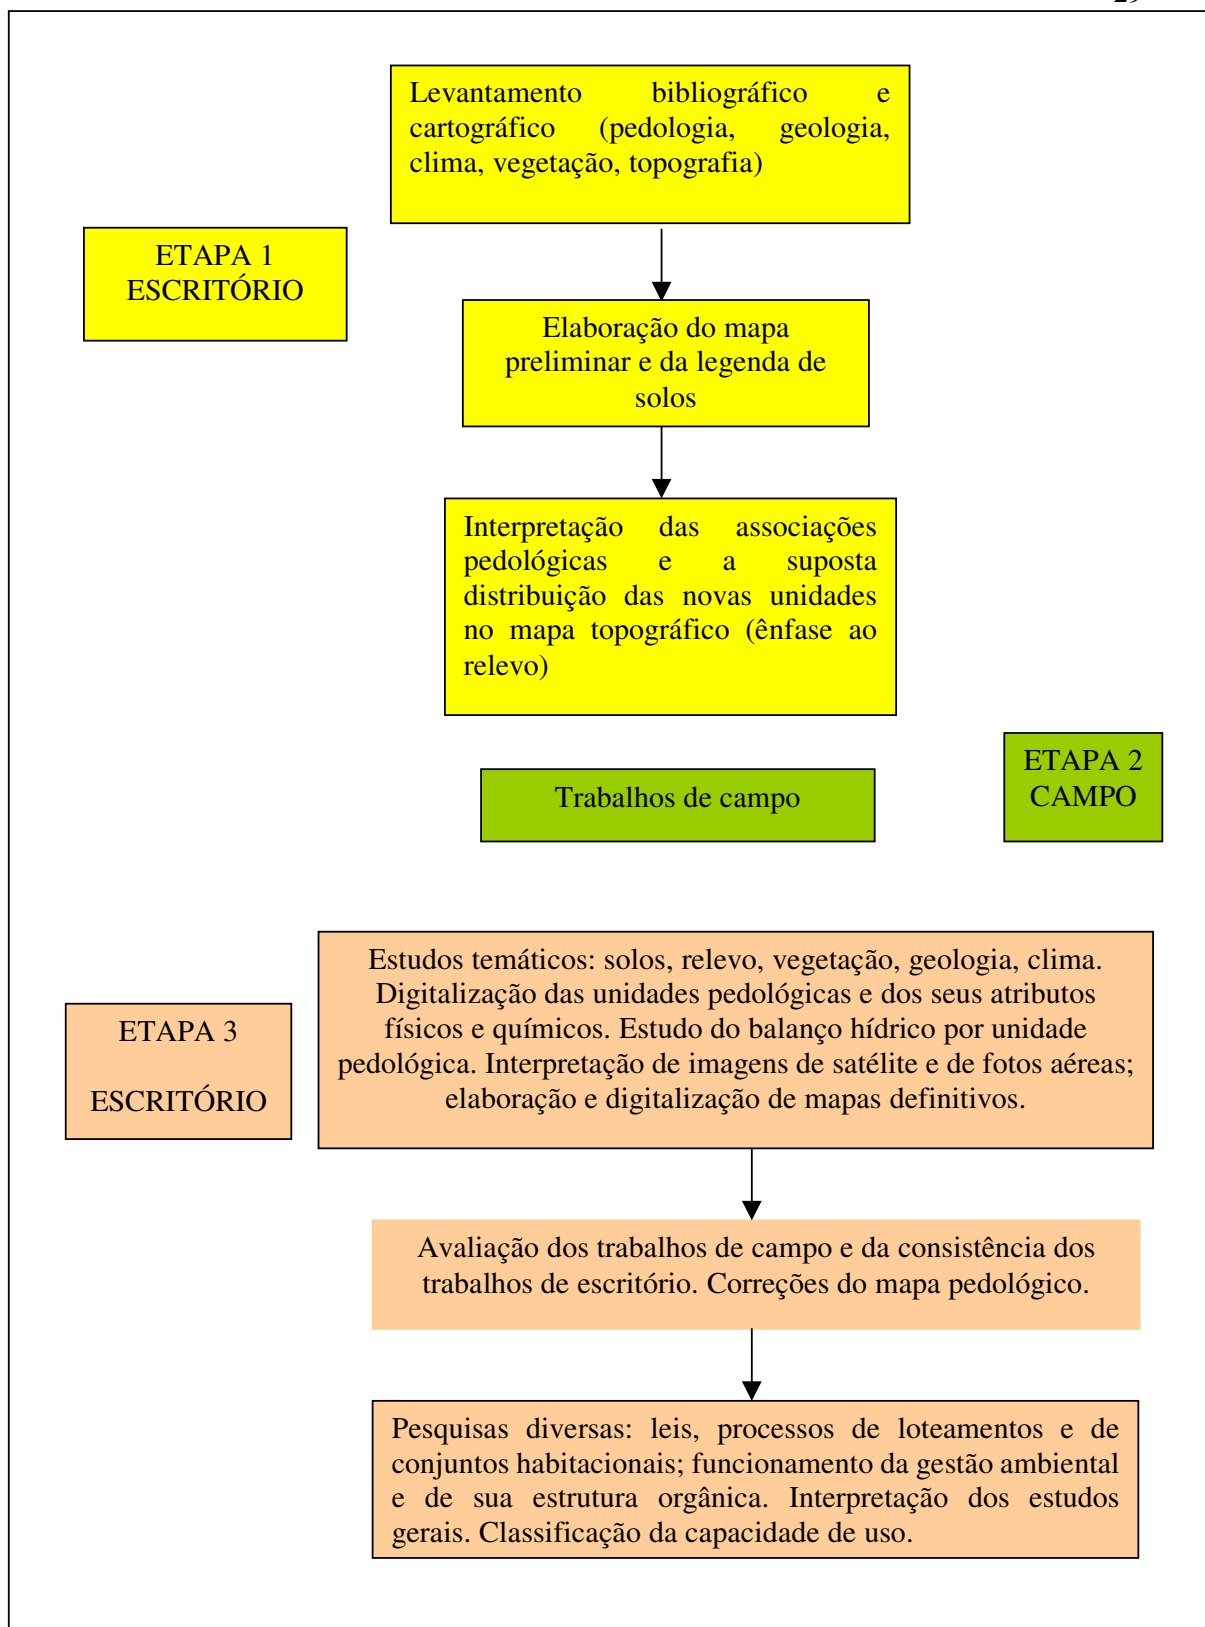 Levantamento bibliográfico e
cartográfico (pedologia, geologia,
clima, vegetação, topografia)
ETAPA 1
ESCRITÓRIO
Elaboração do mapa
preliminar e da legenda de
solos
Interpretação das associações
pedológicas e a suposta
distribuição das novas unidades
no mapa topográfico (ênfase ao
relevo)
ETAPA 2
CAMPO
Trabalhos de campo
Estudos temáticos: solos, relevo, vegetação, geologia, clima.
Digitalização das unidades pedológicas e dos seus atributos
físicos e químicos. Estudo do balanço hídrico por unidade
pedológica. Interpretação de imagens de satélite e de fotos aéreas;
elaboração e digitalização de mapas definitivos.
ETAPA 3
ESCRITÓRIO
Avaliação dos trabalhos de campo e da consistência dos
trabalhos de escritório. Correções do mapa pedológico.
Pesquisas diversas: leis, processos de loteamentos e de
conjuntos habitacionais; funcionamento da gestão ambiental
e de sua estrutura orgânica. Interpretação dos estudos
gerais. Classificação da capacidade de uso.